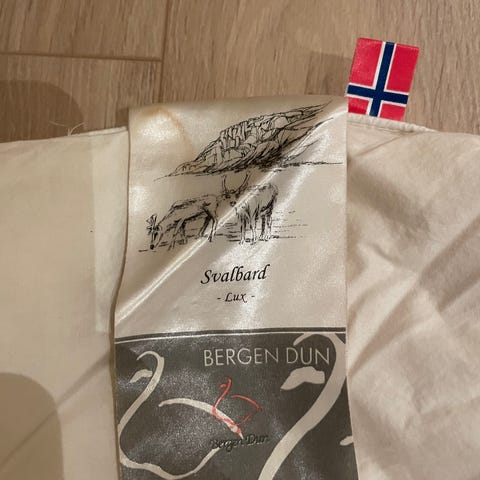 Svalbard
- Lux -
BERGEN DUN
Bergen Dun